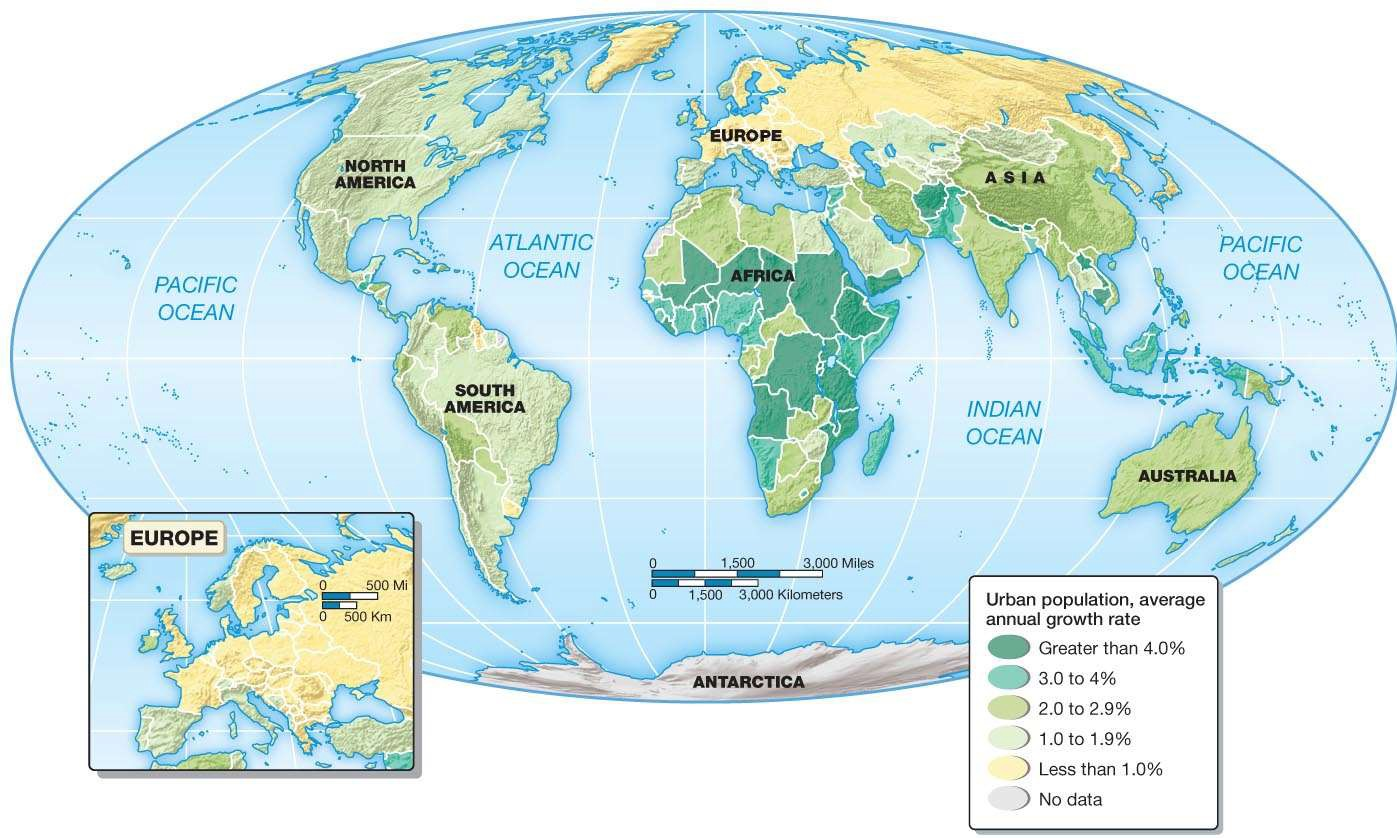 EUROPE
NORTH
AMERICA
ASIA
ATLANTIC
OCEAN
PACIFIC
OCEAN
AFRICA
PACIFIC
OCEAN
SOUTH
AMERICA
INDIAN
OCEAN
AUSTRALIA
EUROPE
0 500 Mi
0 500 Km
0 1,500 3,000 Miles
0 1,500 3,000 Kilometers
ANTARCTICA
Urban population, average
annual growth rate
Greater than 4.0%
3.0 to 4%
2.0 to 2.9%
1.0 to 1.9%
Less than 1.0%
No data